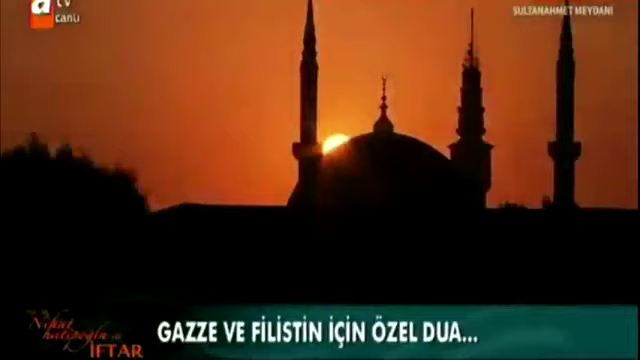 atv
canlı
SULTANAHMET MEYDANI
Nihat
hatipoğlu ile
İFTAR
GAZZE VE FİLİSTİN İÇİN ÖZEL DUA...